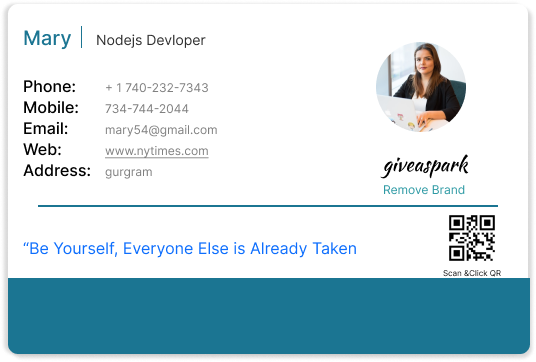 Mary | Nodejs Devloper
Phone: + 1 740-232-7343
Mobile: 734-744-2044
Email: mary54@gmail.com
Web: www.nytimes.com
Address: gurgram
giveaspark
Remove Brand
“Be Yourself, Everyone Else is Already Taken
Scan &Click QR